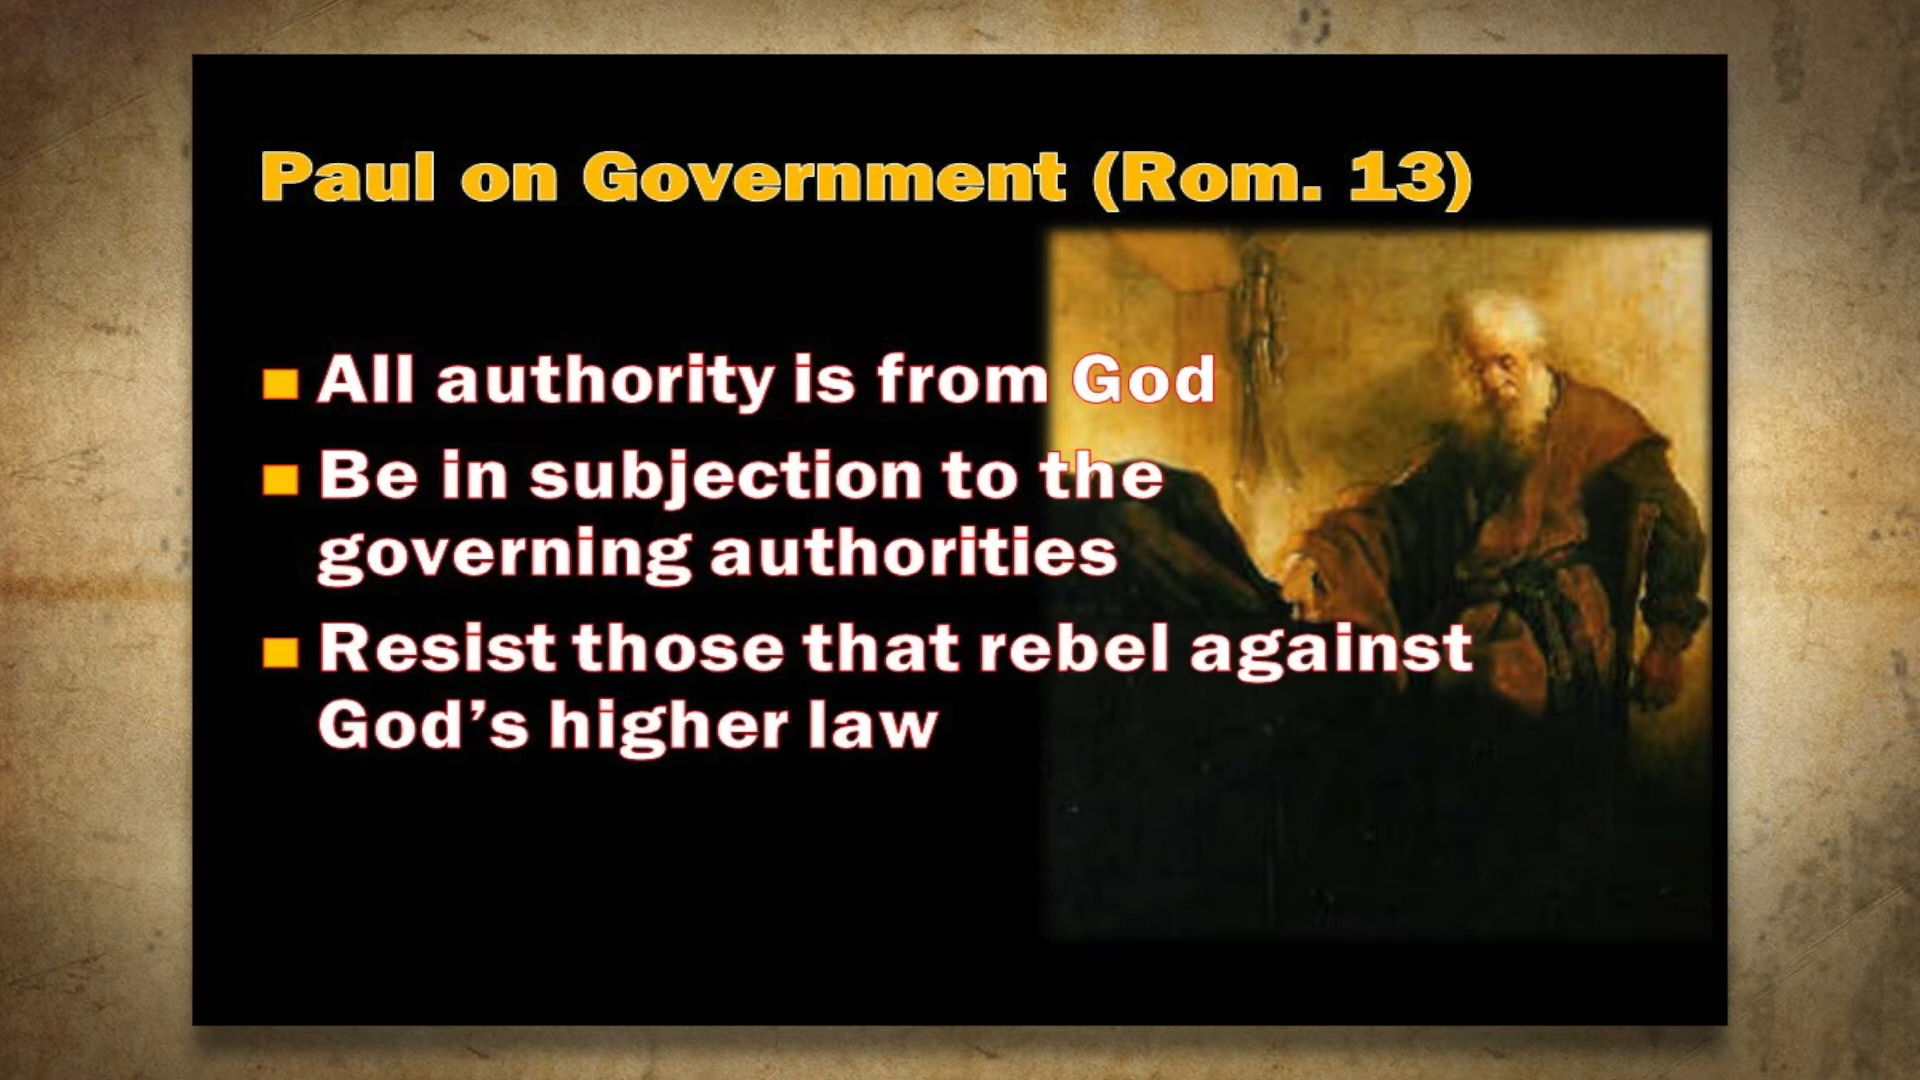 Paul on Government (Rom. 13)
All authority is from God
Be in subjection to the
governing authorities
Resist those that rebel against
God’s higher law